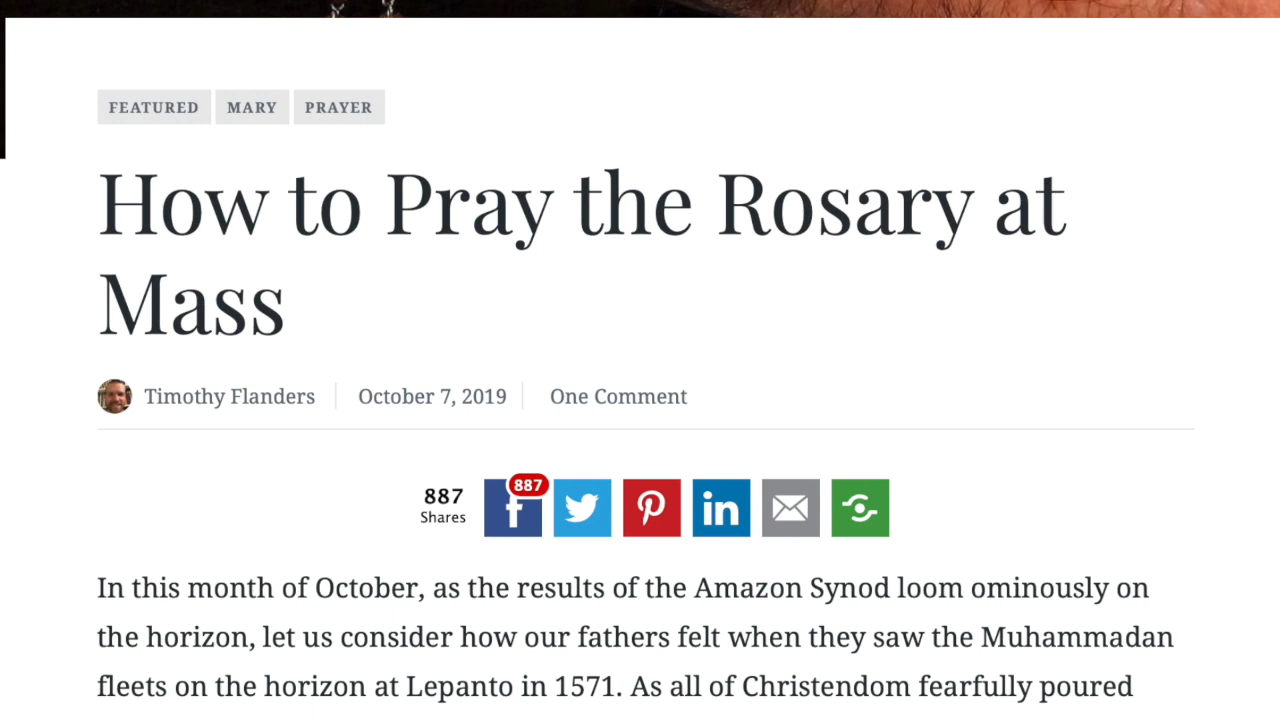 FEATURED MARY PRAYER
How to Pray the Rosary at
Mass
Timothy Flanders October 7, 2019 One Comment
887
Shares
887
f
in
In this month of October, as the results of the Amazon Synod loom ominously on
the horizon, let us consider how our fathers felt when they saw the Muhammadan
fleets on the horizon at Lepanto in 1571. As all of Christendom fearfully poured